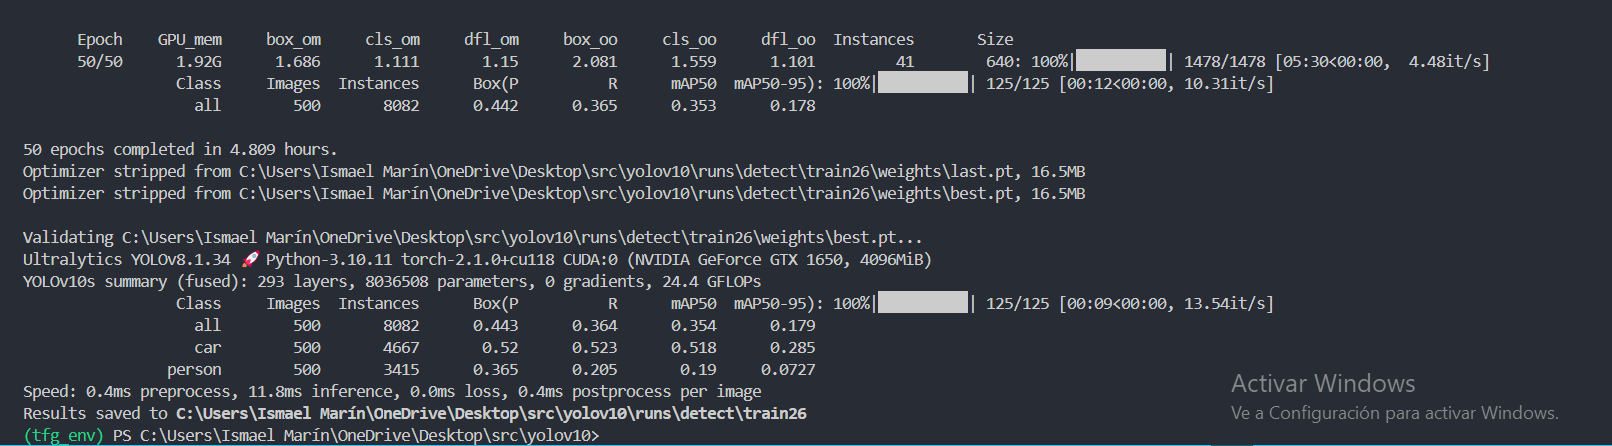 Epoch GPU_mem box_om cls_om dfl_om box_oo cls_oo dfl_oo Instances Size
50/50 1.92G 1.686 1.111 1.15 2.081 1.559 1.101 41 640: 100%|██████████| 1478/1478 [05:30<00:00, 4.48it/s]
Class Images Instances Box(P R mAP50 mAP50-95): 100%|██████████| 125/125 [00:12<00:00, 10.31it/s]
all 500 8082 0.442 0.365 0.353 0.178
50 epochs completed in 4.809 hours.
Optimizer stripped from C:\Users\Ismael Marín\OneDrive\Desktop\src\yolov10\runs\detect\train26\weights\last.pt, 16.5MB
Optimizer stripped from C:\Users\Ismael Marín\OneDrive\Desktop\src\yolov10\runs\detect\train26\weights\best.pt, 16.5MB
Validating C:\Users\Ismael Marín\OneDrive\Desktop\src\yolov10\runs\detect\train26\weights\best.pt...
Ultralytics YOLOv8.1.34 🚀 Python-3.10.11 torch-2.1.0+cu118 CUDA:0 (NVIDIA GeForce GTX 1650, 4096MiB)
YOLOv10s summary (fused): 293 layers, 8036508 parameters, 0 gradients, 24.4 GFLOPs
Class Images Instances Box(P R mAP50 mAP50-95): 100%|██████████| 125/125 [00:09<00:00, 13.54it/s]
all 500 8082 0.443 0.364 0.354 0.179
car 500 4667 0.52 0.523 0.518 0.285
person 500 3415 0.365 0.205 0.19 0.0727
Speed: 0.4ms preprocess, 11.8ms inference, 0.0ms loss, 0.4ms postprocess per image
Results saved to C:\Users\Ismael Marín\OneDrive\Desktop\src\yolov10\runs\detect\train26
(tfg_env) PS C:\Users\Ismael Marín\OneDrive\Desktop\src\yolov10>
Activar Windows
Ve a Configuración para activar Windows.